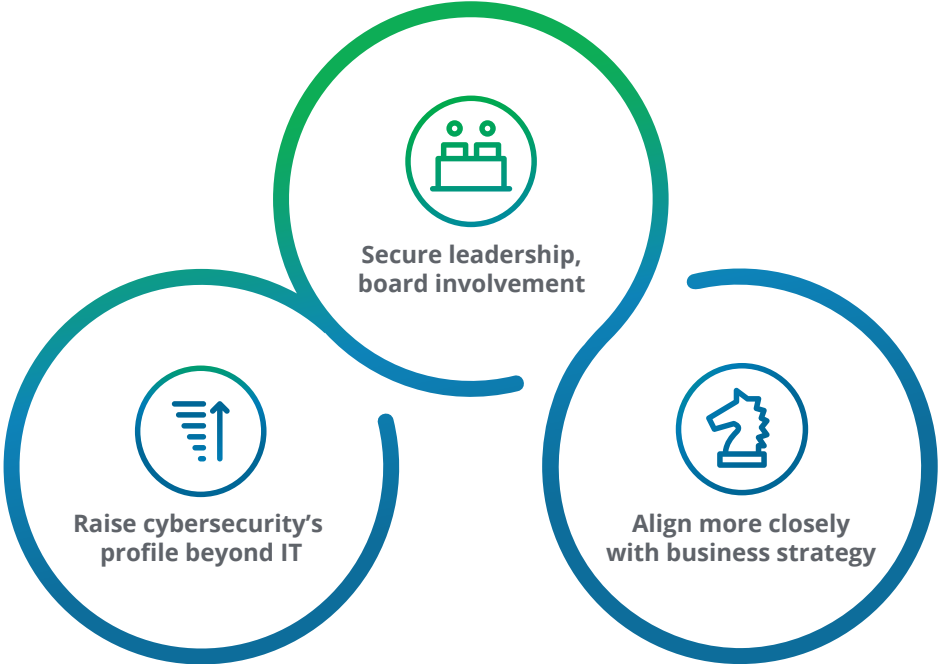 Secure leadership,
board involvement
Raise cybersecurity’s
profile beyond IT
Align more closely
with business strategy